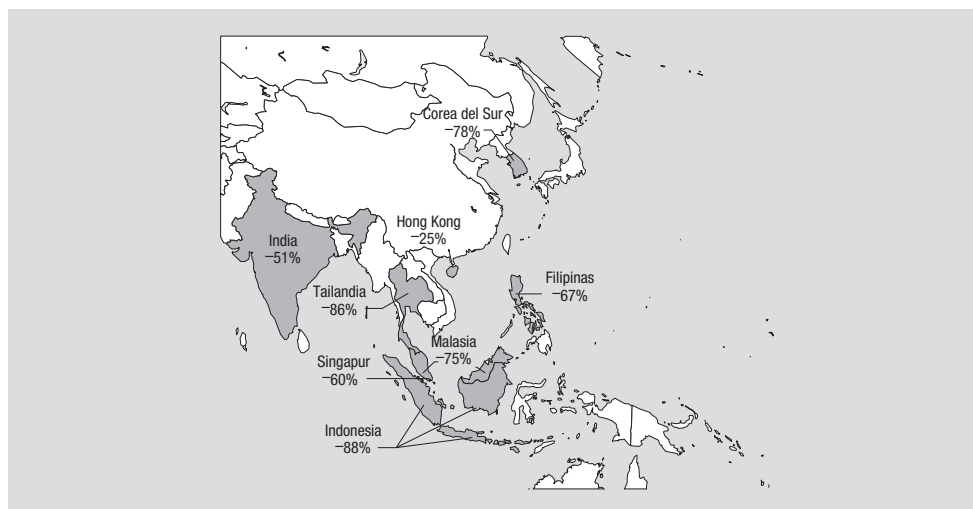 Corea del Sur
–78%
Hong Kong
–25%
India
–51%
Filipinas
–67%
Tailandia
–86%
Malasia
–75%
Singapur
–60%
Indonesia
–88%